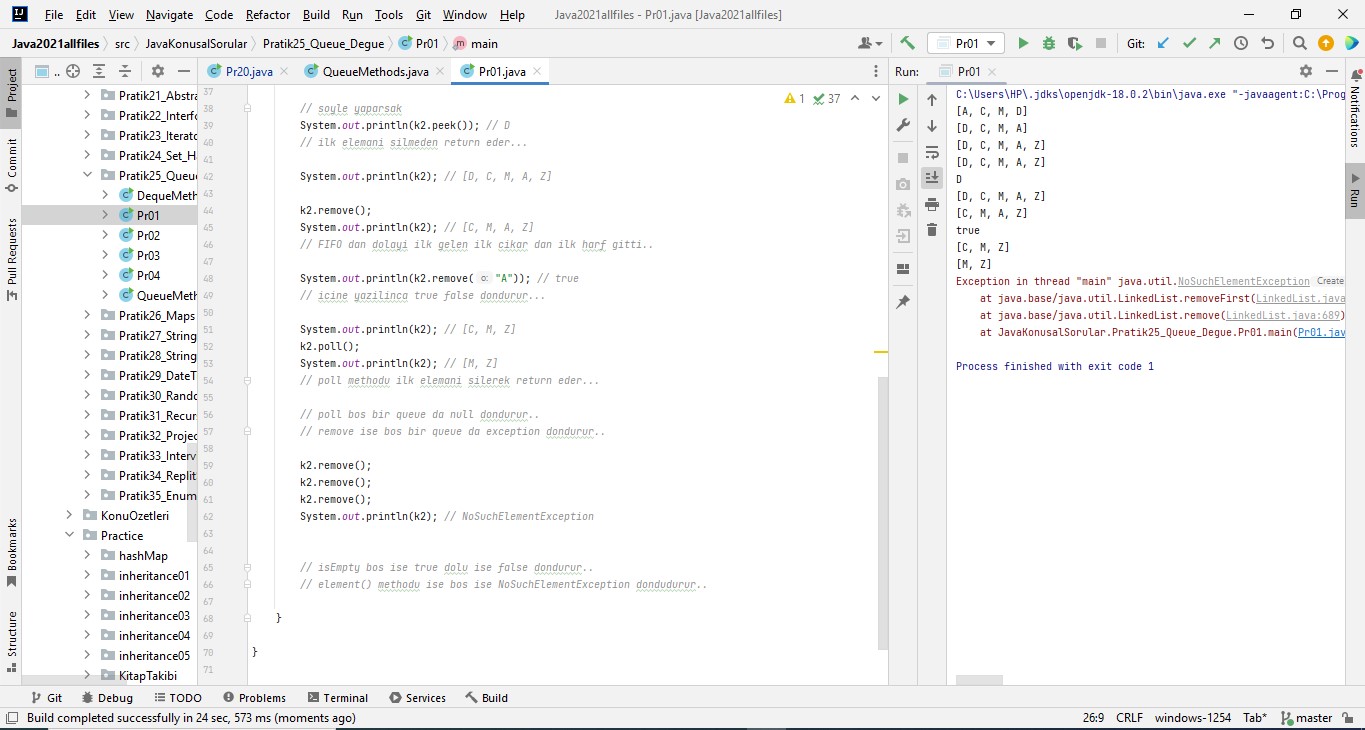 File Edit View Navigate Code Refactor Build Run Tools Git Window Help Java2021allfiles - Pr01.java [Java2021allfiles]
Java2021allfiles src JavaKonusalSorular Pratik25_Queue_Degue Pr01 main Pr01 Git:
Project
Commit
Pull Requests
Bookmarks
Structure
..
Pratik21_Abstra
Pratik22_Interfa
Pratik23_Iterato
Pratik24_Set_H
Pratik25_Queue
DequeMeth
Pr01
Pr02
Pr03
Pr04
QueueMeth
Pratik26_Maps
Pratik27_String
Pratik28_String
Pratik29_DateT
Pratik30_Rando
Pratik31_Recur
Pratik32_Projec
Pratik33_Interv
Pratik34_Replit
Pratik35_Enum
KonuOzetleri
Practice
hashMap
inheritance01
inheritance02
inheritance03
inheritance04
inheritance05
KitapTakibi
Pr20.java QueueMethods.java Pr01.java
1 37
37
38 // soyle yaparsak
39 System.out.println(k2.peek()); // D
40 // ilk elemani silmeden return eder...
41
42 System.out.println(k2); // [D, C, M, A, Z]
43
44 k2.remove();
45 System.out.println(k2); // [C, M, A, Z]
46 // FIFO dan dolayi ilk gelen ilk cikar dan ilk harf gitti..
47
48 System.out.println(k2.remove( o: "A")); // true
49 // icine yazilinca true false dondurur...
50
51 System.out.println(k2); // [C, M, Z]
52 k2.poll();
53 System.out.println(k2); // [M, Z]
54 // poll methodu ilk elemani silerek return eder...
55
56 // poll bos bir queue da null dondurur..
57 // remove ise bos bir queue da exception dondurur..
58
59 k2.remove();
60 k2.remove();
61 k2.remove();
62 System.out.println(k2); // NoSuchElementException
63
64
65 // isEmpty bos ise true dolu ise false dondurur..
66 // element() methodu ise bos ise NoSuchElementException dondudurur..
67
68 }
69
70 }
71
Run: Pr01
C:\Users\HP\.jdks\openjdk-18.0.2\bin\java.exe "-javaagent:C:\Prog
[A, C, M, D]
[D, C, M, A]
[D, C, M, A, Z]
[D, C, M, A, Z]
D
[D, C, M, A, Z]
[C, M, A, Z]
true
[C, M, Z]
[M, Z]
Exception in thread "main" java.util.NoSuchElementException Create
at java.base/java.util.LinkedList.removeFirst(LinkedList.java
at java.base/java.util.LinkedList.remove(LinkedList.java:689)
at JavaKonusalSorular.Pratik25_Queue_Degue.Pr01.main(Pr01.jav
Process finished with exit code 1
Notifications
Run
Git Debug TODO Problems Terminal Services Build
Build completed successfully in 24 sec, 573 ms (moments ago) 26:9 CRLF windows-1254 Tab* master